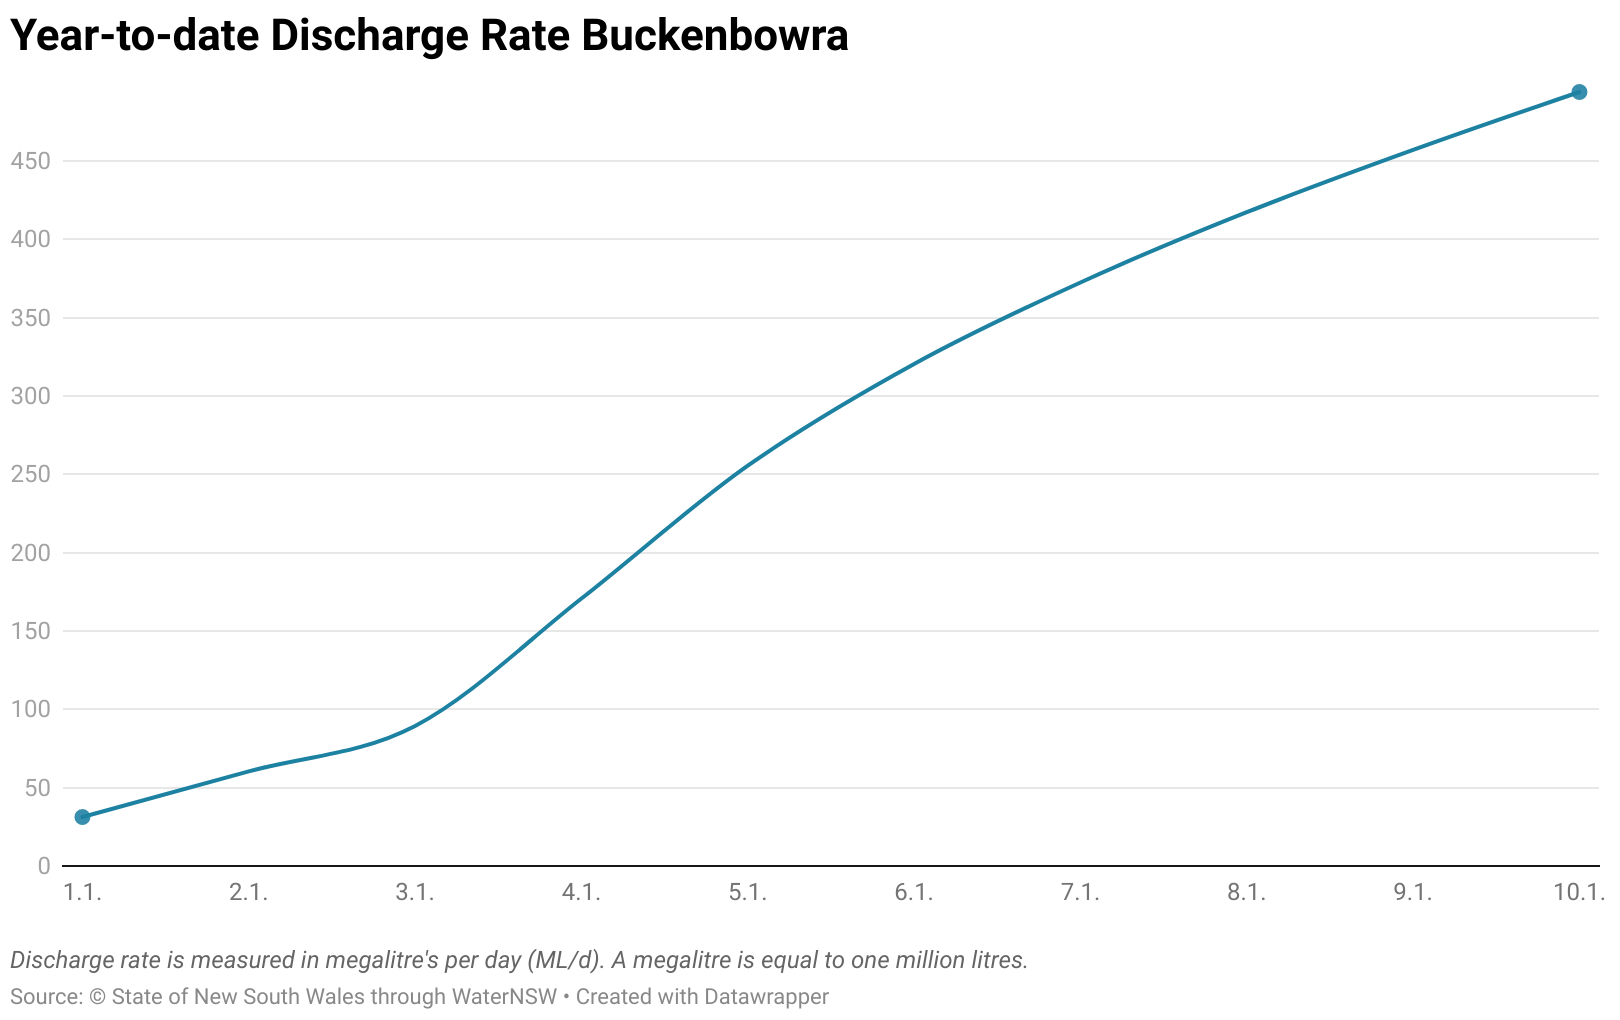 Year-to-date Discharge Rate Buckenbowra
450
400
350
300
250
200
150
100
50
0
1.1. 2.1. 3.1. 4.1. 5.1. 6.1. 7.1. 8.1. 9.1. 10.1.
Discharge rate is measured in megalitre's per day (ML/d). A megalitre is equal to one million litres.
Source: © State of New South Wales through WaterNSW • Created with Datawrapper